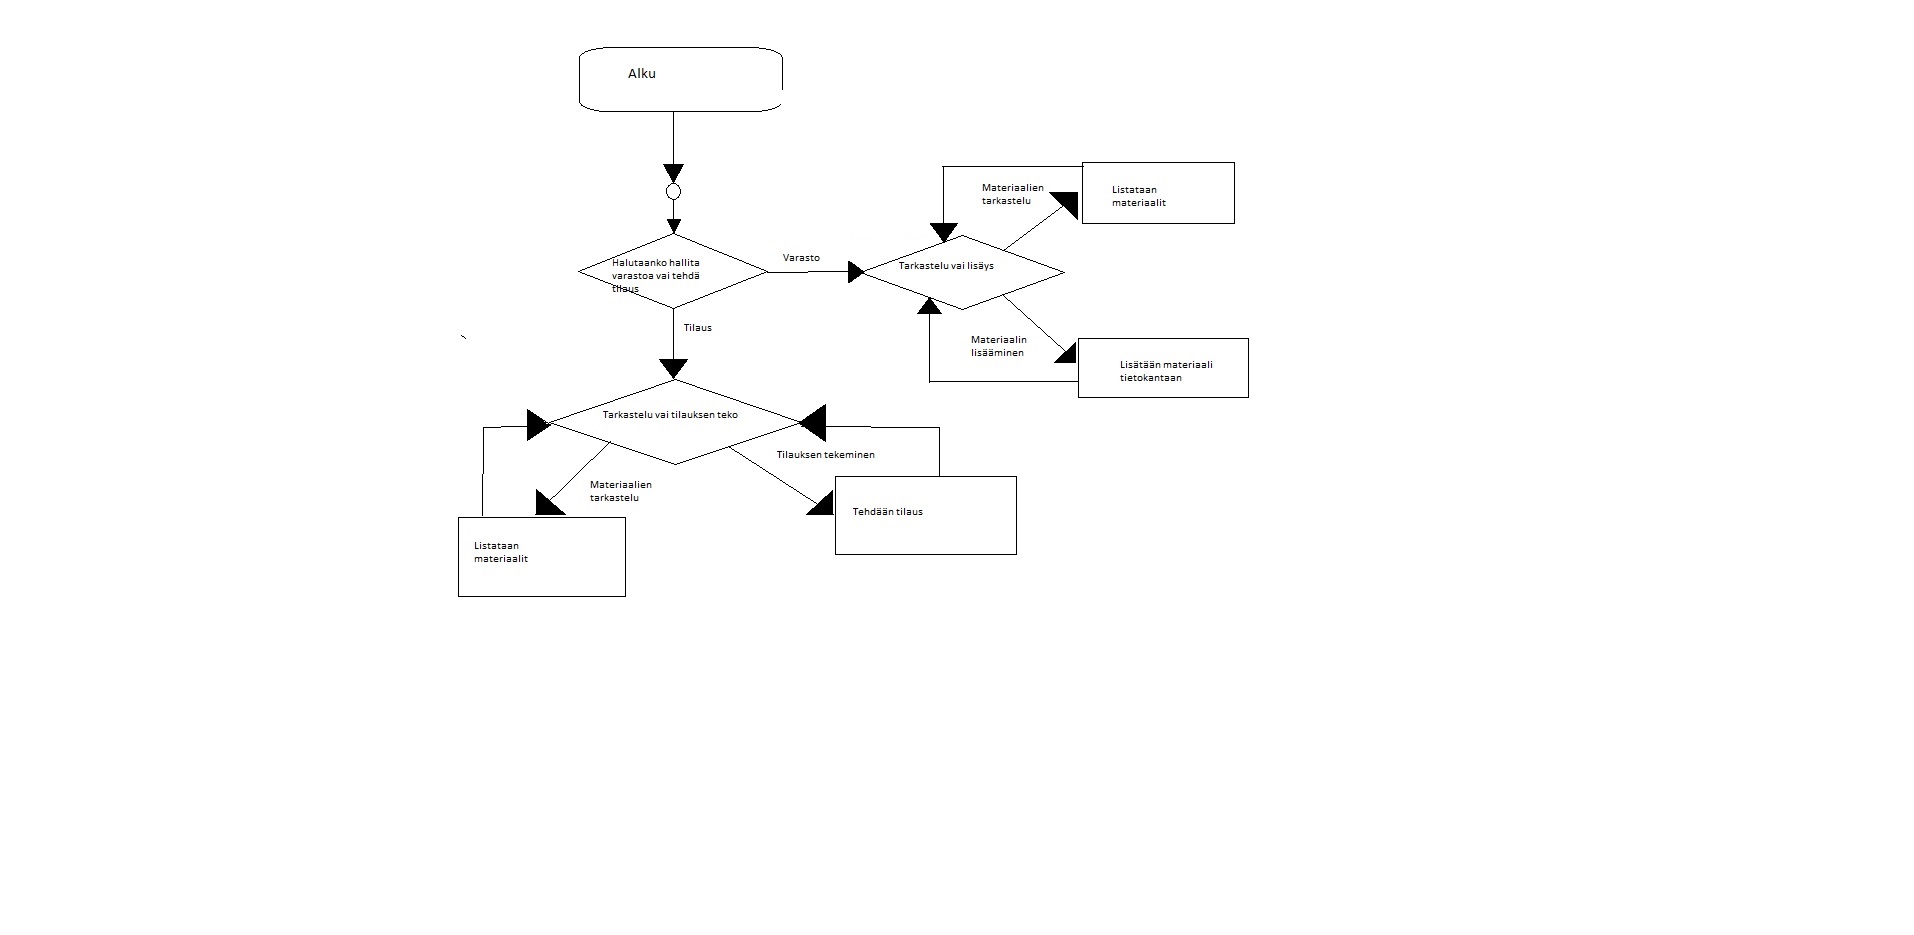 Alku
Materiaalien
tarkastelu
Listataan
materiaalit
Halutaanko hallita
varastoa vai tehdä
tilaus
Varasto
Tarkastelu vai lisäys
Tilaus
Materiaalin
lisääminen
Lisätään materiaali
tietokantaan
Tarkastelu vai tilauksen teko
Tilauksen tekeminen
Materiaalien
tarkastelu
Tehdään tilaus
Listataan
materiaalit